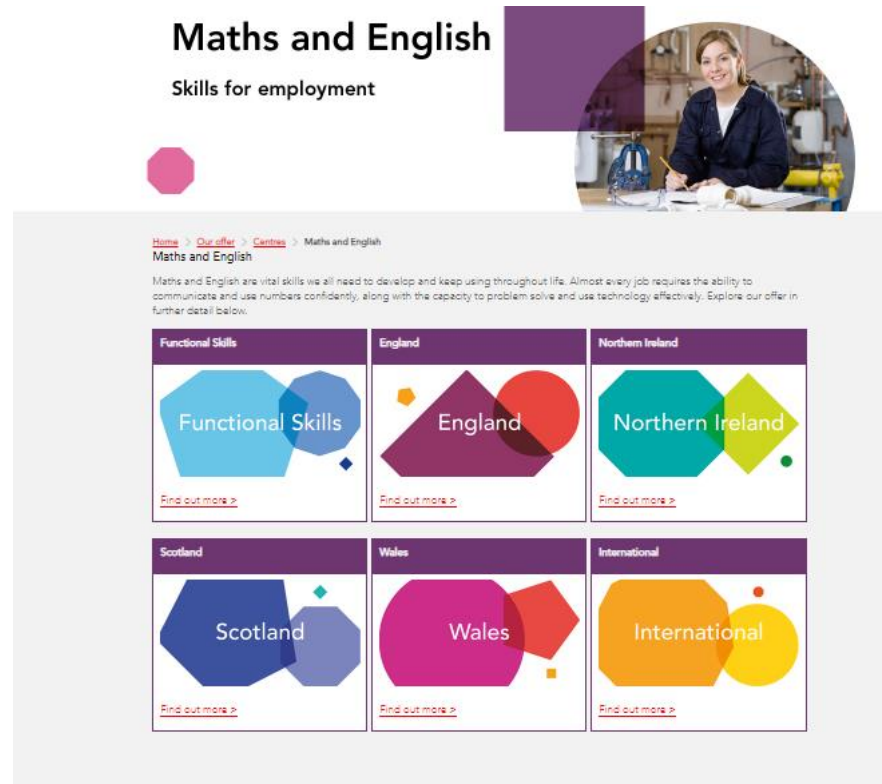 Maths and English
Skills for employment
Home > Our offer > Centres > Maths and English
Maths and English
Maths and English are vital skills we all need to develop and keep using throughout life. Almost every job requires the ability to
communicate and use numbers confidently, along with the capacity to problem solve and use technology effectively. Explore our offer in
further detail below.
Functional Skills
Functional Skills
Find out more >
England
England
Find out more >
Northern Ireland
Northern Ireland
Find out more >
Scotland
Scotland
Find out more >
Wales
Wales
Find out more >
International
International
Find out more >